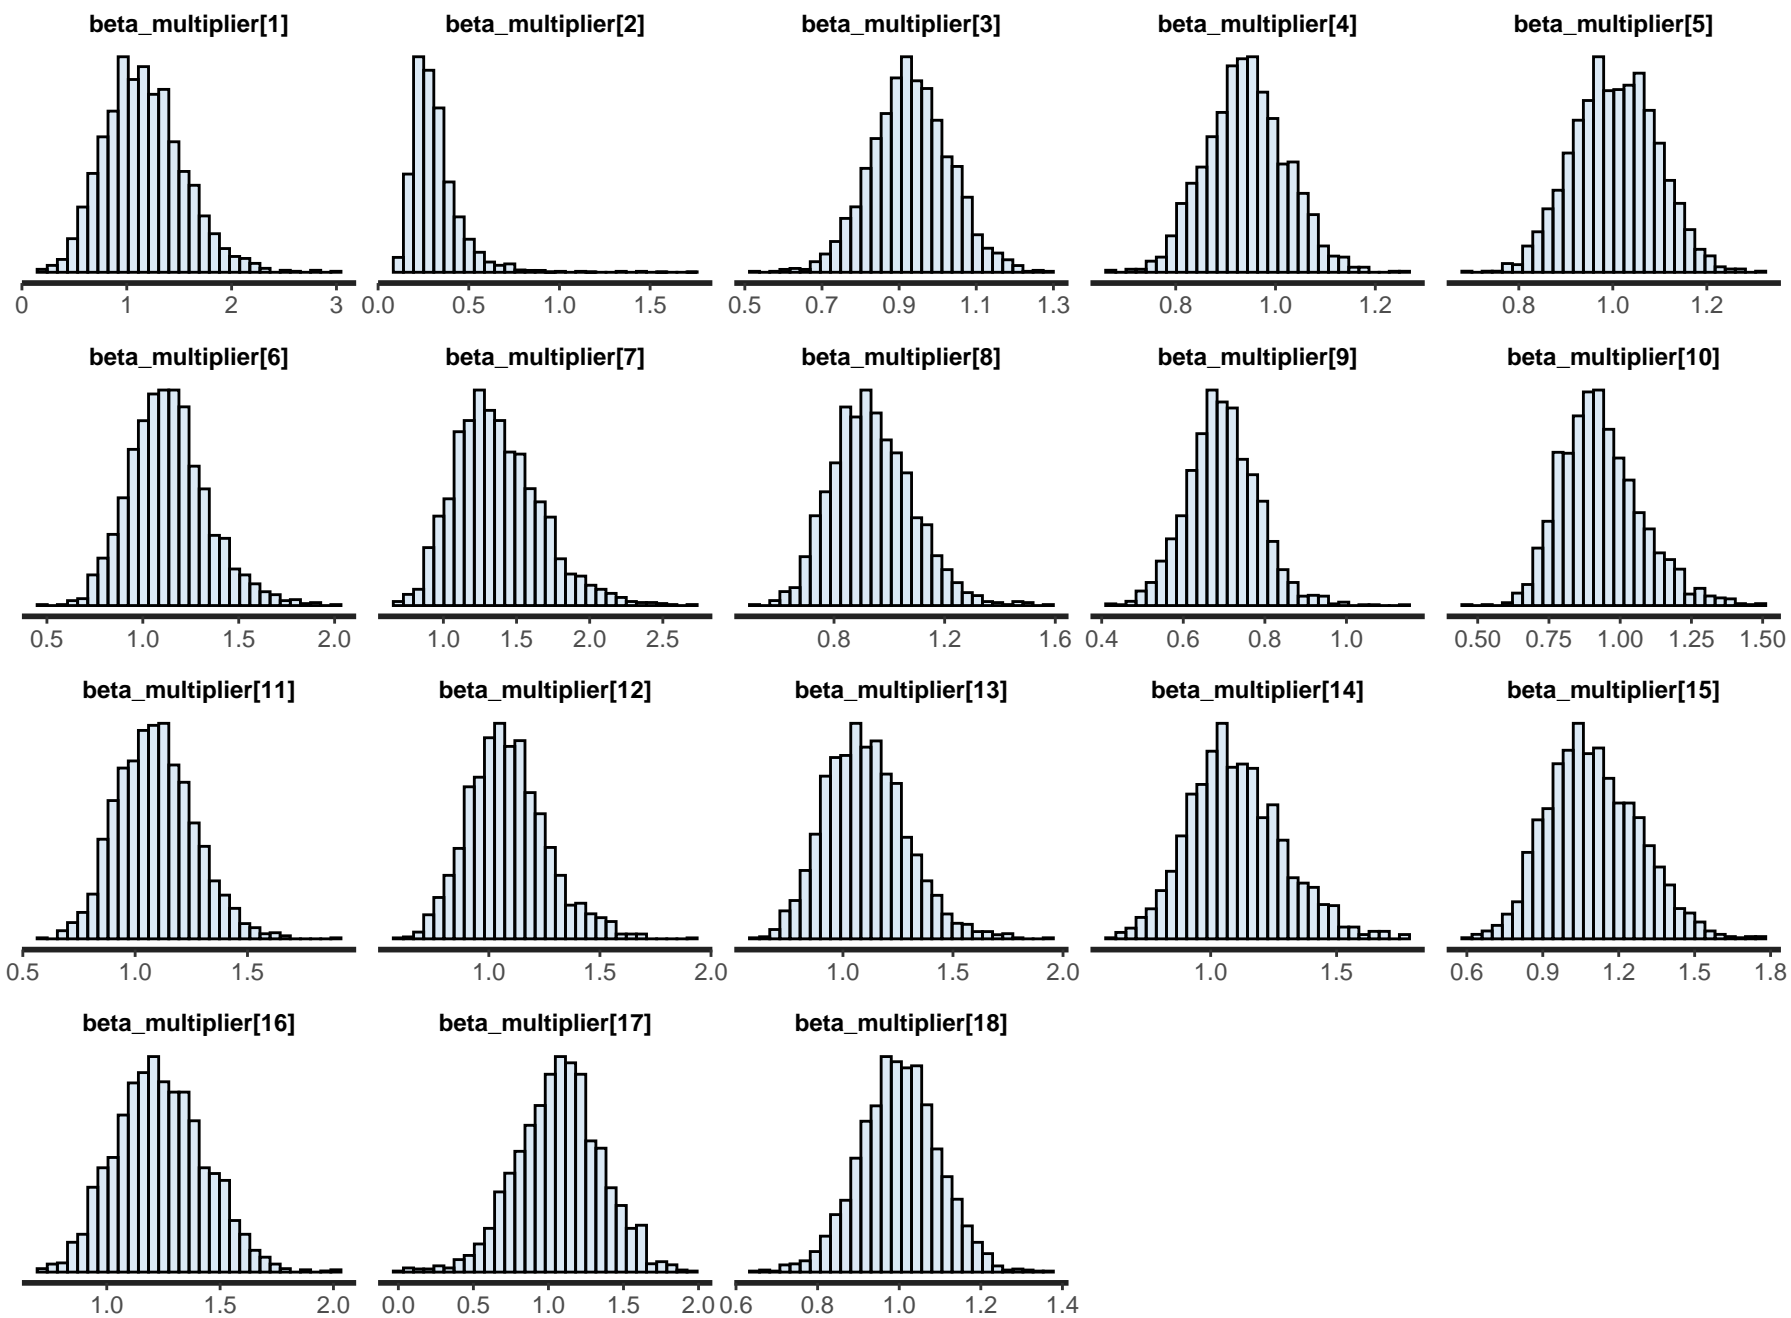 beta_multiplier[1] beta_multiplier[2] beta_multiplier[3] beta_multiplier[4] beta_multiplier[5]
0 1 2 3 0.0 0.5 1.0 1.5 0.5 0.7 0.9 1.1 1.3 0.8 1.0 1.2 0.8 1.0 1.2
beta_multiplier[6] beta_multiplier[7] beta_multiplier[8] beta_multiplier[9] beta_multiplier[10]
0.5 1.0 1.5 2.0 1.0 1.5 2.0 2.5 0.8 1.2 1.6 0.4 0.6 0.8 1.0 0.50 0.75 1.00 1.25 1.50
beta_multiplier[11] beta_multiplier[12] beta_multiplier[13] beta_multiplier[14] beta_multiplier[15]
0.5 1.0 1.5 1.0 1.5 2.0 1.0 1.5 2.0 1.0 1.5 0.6 0.9 1.2 1.5 1.8
beta_multiplier[16] beta_multiplier[17] beta_multiplier[18]
1.0 1.5 2.0 0.0 0.5 1.0 1.5 2.0 0.6 0.8 1.0 1.2 1.4